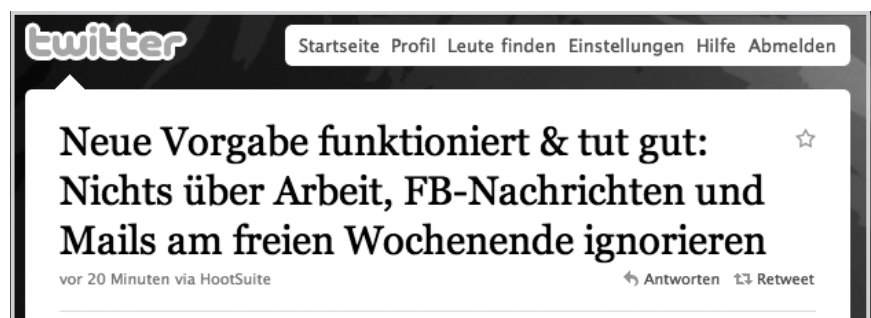 twitter
Startseite Profil Leute finden Einstellungen Hilfe Abmelden
Neue Vorgabe funktioniert & tut gut:
Nichts über Arbeit, FB-Nachrichten und
Mails am freien Wochenende ignorieren
vor 20 Minuten via HootSuite Antworten Retweet